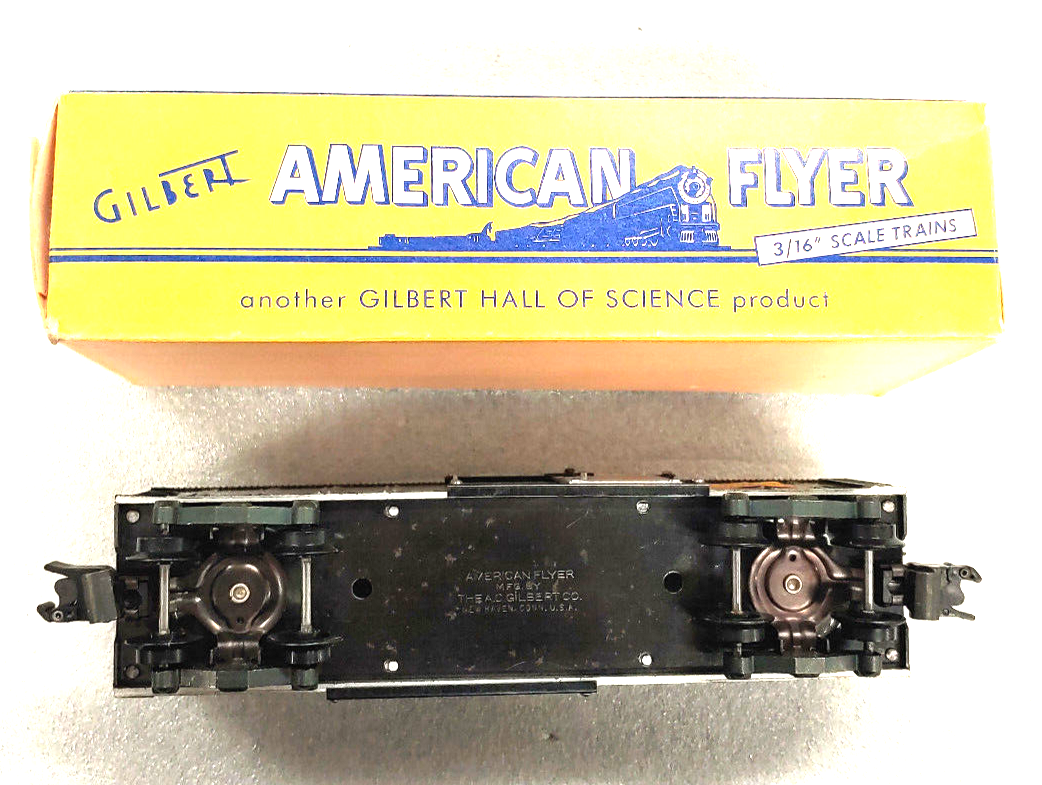 GILBERT AMERICAN FLYER
3/16" SCALE TRAINS
another GILBERT HALL OF SCIENCE product
AMERICAN FLYER
MFG. BY
THE A.C. GILBERT CO.
NEW HAVEN, CONN., U.S.A.